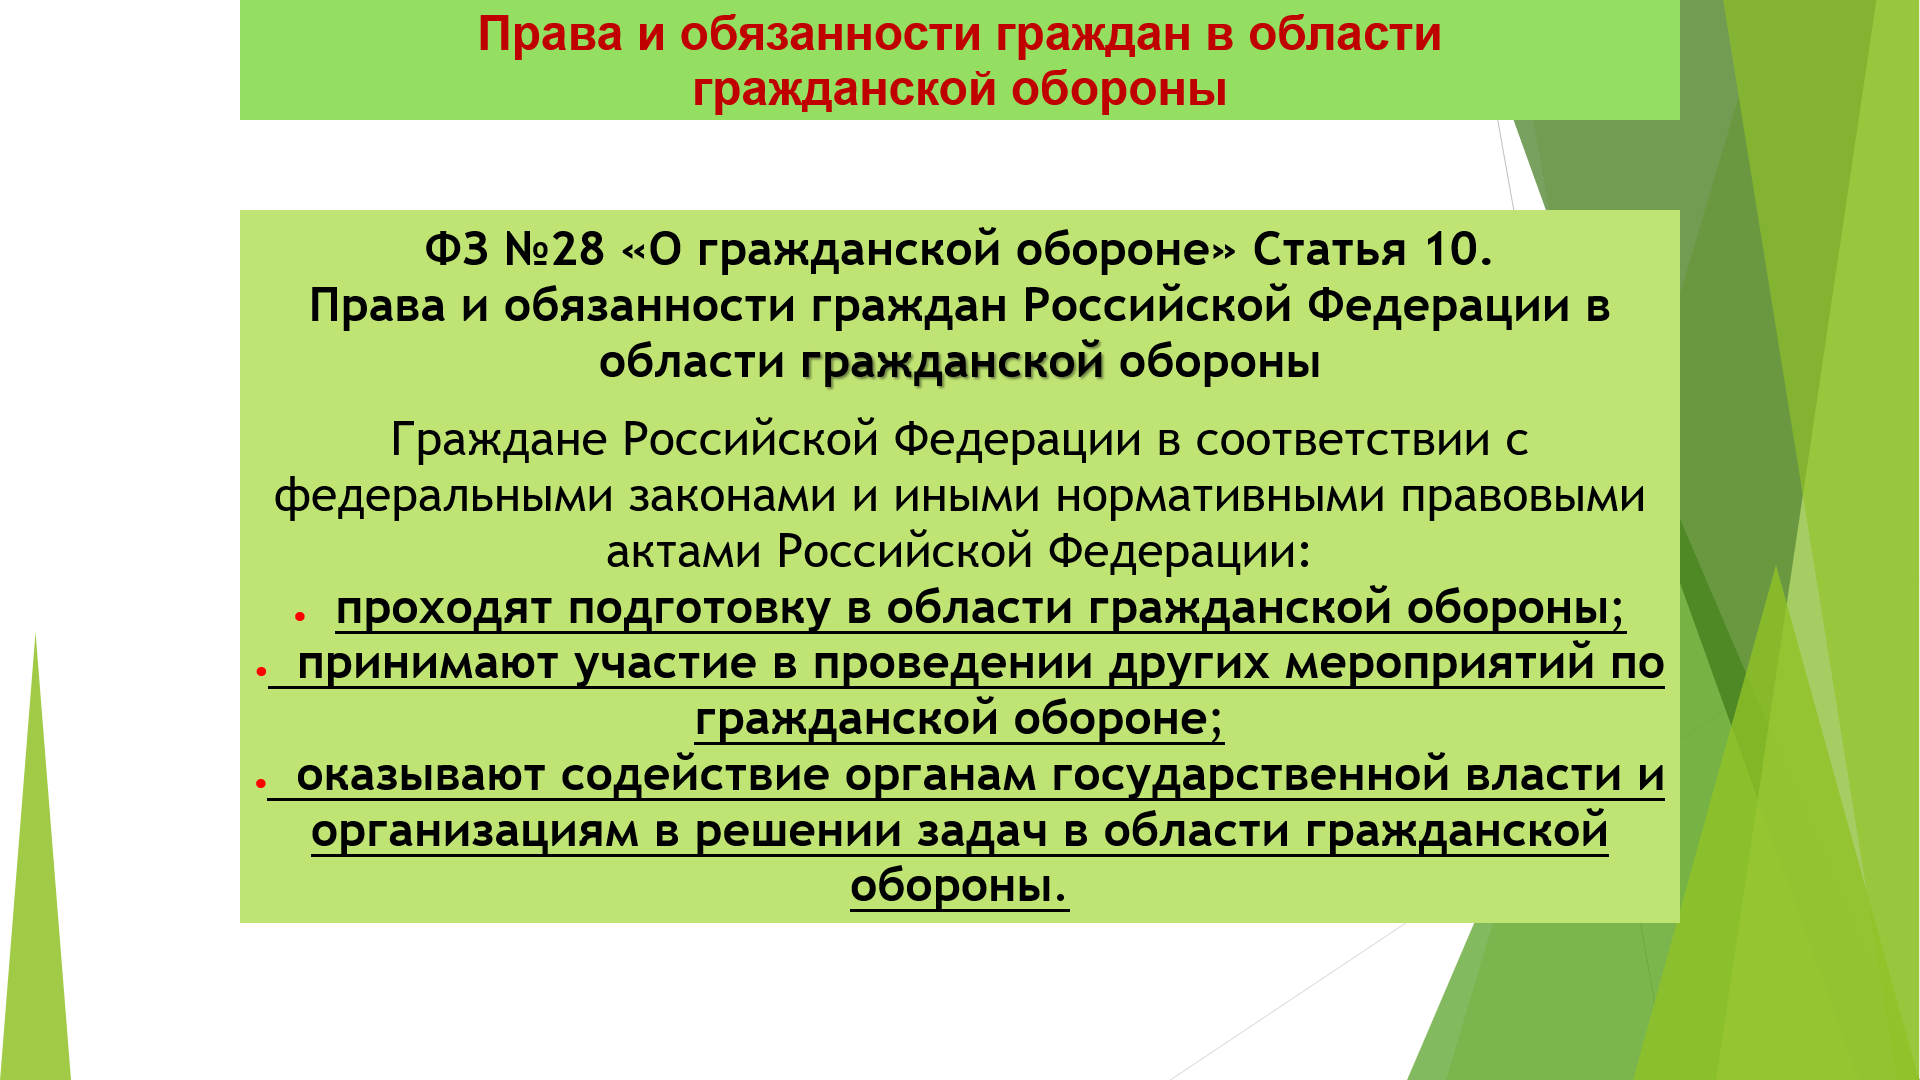 Права и обязанности граждан в области
гражданской обороны
ФЗ №28 «О гражданской обороне» Статья 10.
Права и обязанности граждан Российской Федерации в
области гражданской обороны
Граждане Российской Федерации в соответствии с
федеральными законами и иными нормативными правовыми
актами Российской Федерации:
• проходят подготовку в области гражданской обороны;
• принимают участие в проведении других мероприятий по
гражданской обороне;
• оказывают содействие органам государственной власти и
организациям в решении задач в области гражданской
обороны.